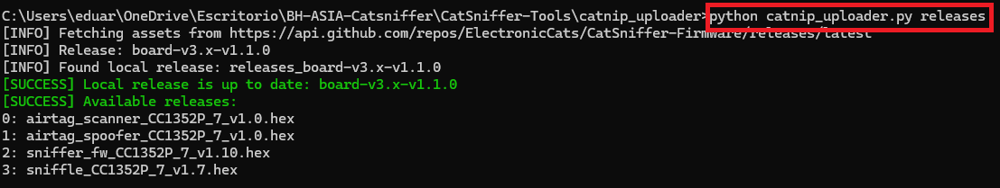 C:\Users\eduar\OneDrive\Escritorio\BH-ASIA-Catsniffer\CatSniffer-Tools\catnip_uploader>python catnip_uploader.py releases
[INFO] Fetching assets from https://api.github.com/repos/ElectronicCats/CatSniffer-Firmware/releases/latest
[INFO] Release: board-v3.x-v1.1.0
[INFO] Found local release: releases_board-v3.x-v1.1.0
[SUCCESS] Local release is up to date: board-v3.x-v1.1.0
[SUCCESS] Available releases:
0: airtag_scanner_CC1352P_7_v1.0.hex
1: airtag_spoofer_CC1352P_7_v1.0.hex
2: sniffer_fw_CC1352P_7_v1.10.hex
3: sniffle_CC1352P_7_v1.7.hex